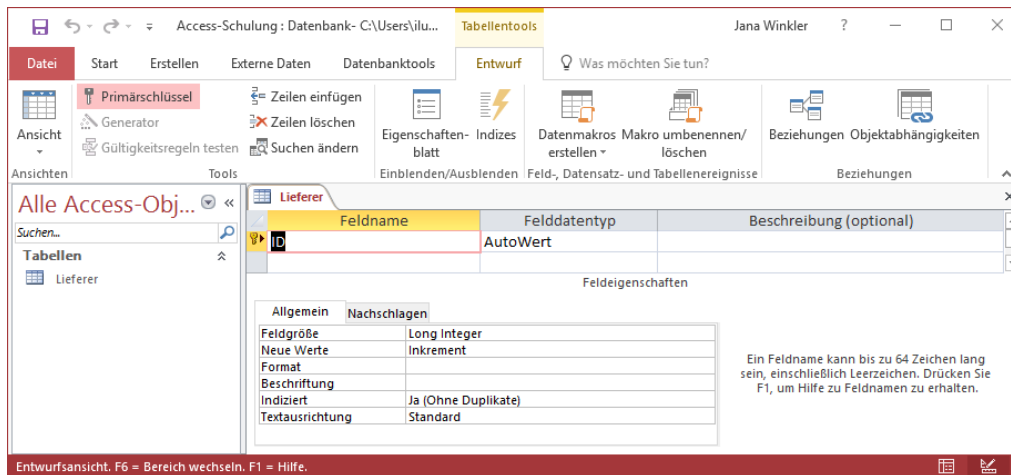 Access-Schulung : Datenbank- C:\Users\ilu... Tabellentools Jana Winkler ?
Datei Start Erstellen Externe Daten Datenbanktools Entwurf Was möchten Sie tun?
Ansicht
Primärschlüssel
Generator
Gültigkeitsregeln testen
Zeilen einfügen
Zeilen löschen
Suchen ändern
Eigenschaften-
blatt
Indizes
Datenmakros
erstellen
Makro umbenennen/
löschen
Beziehungen
Objektabhängigkeiten
Ansichten Tools Einblenden/Ausblenden Feld-, Datensatz- und Tabellenereignisse Beziehungen
Alle Access-Obj... «
Suchen...
Tabellen
Lieferer
Lieferer
Feldname Felddatentyp Beschreibung (optional)
ID AutoWert
Feldeigenschaften
Allgemein Nachschlagen
Feldgröße Long Integer
Neue Werte Inkrement
Format
Beschriftung
Indiziert Ja (Ohne Duplikate)
Textausrichtung Standard
Ein Feldname kann bis zu 64 Zeichen lang
sein, einschließlich Leerzeichen. Drücken Sie
F1, um Hilfe zu Feldnamen zu erhalten.
Entwurfsansicht. F6 = Bereich wechseln. F1 = Hilfe.